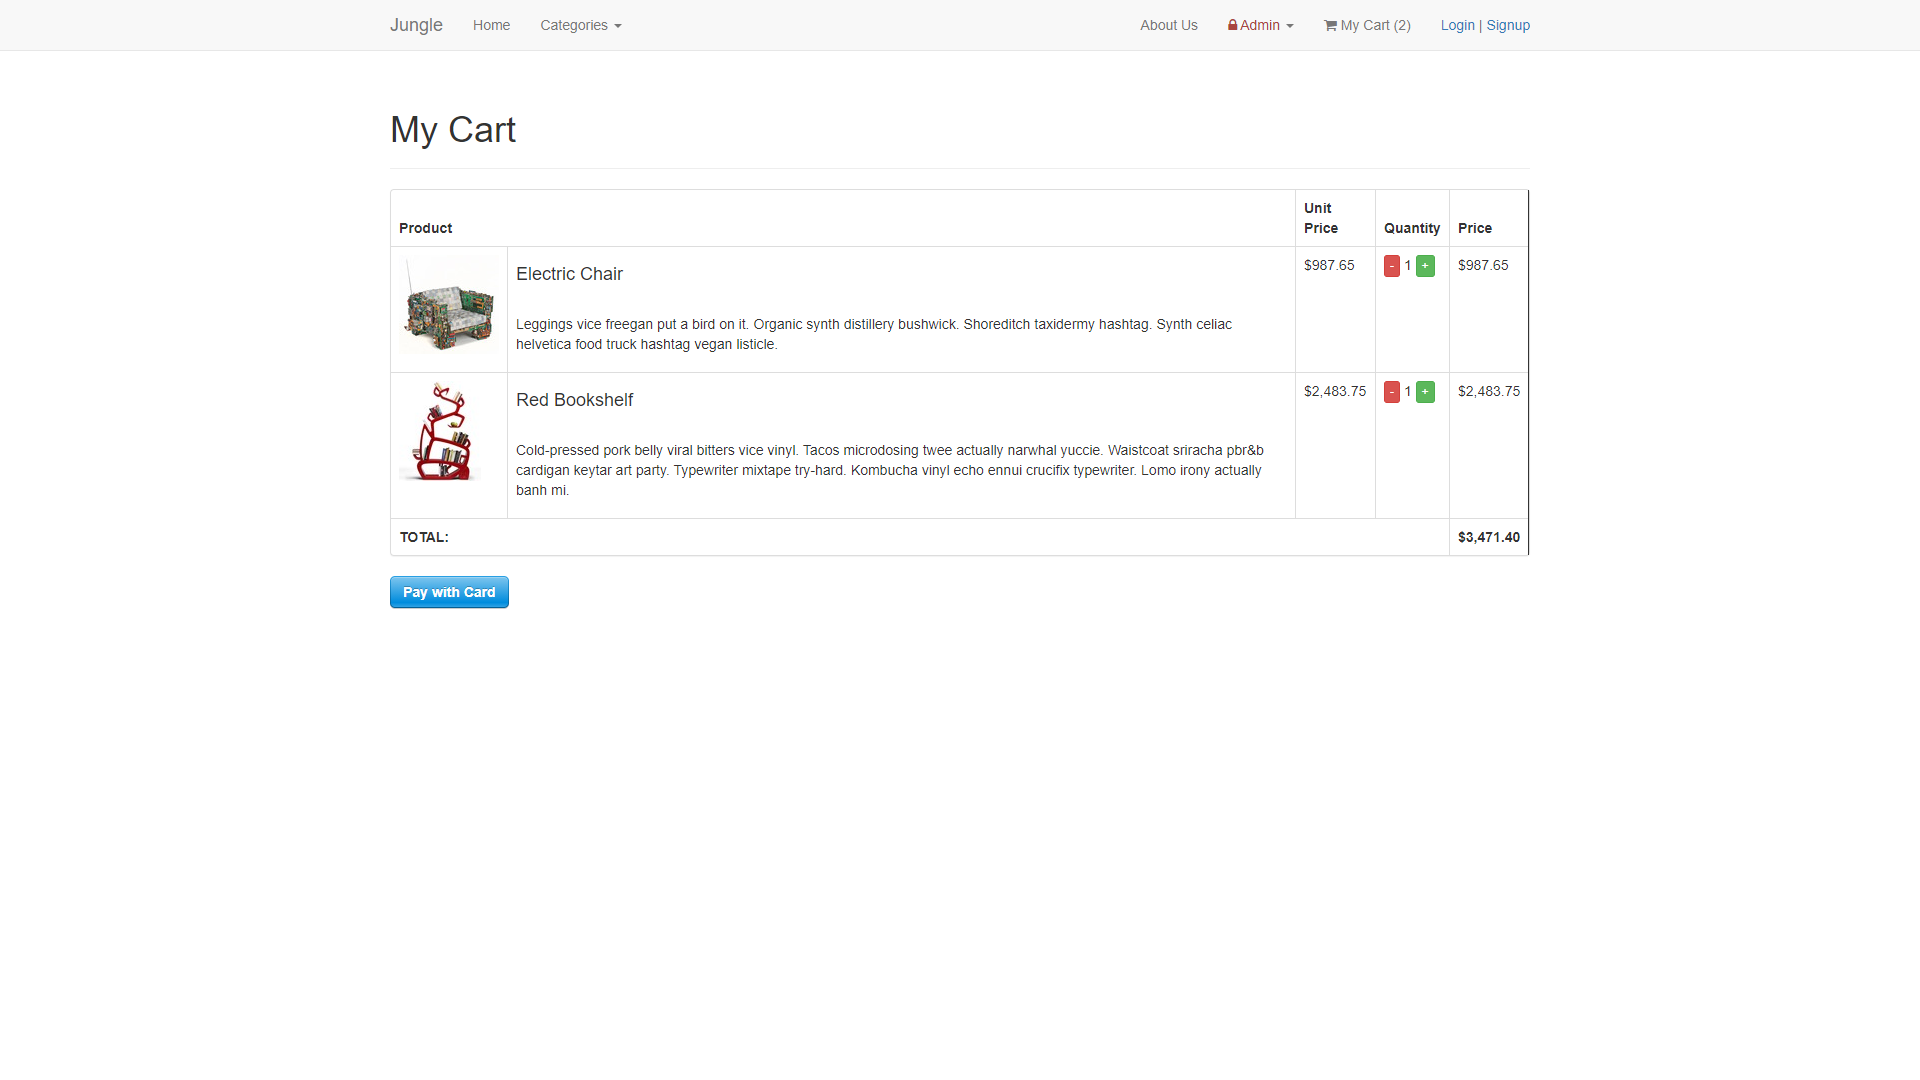 Jungle Home Categories About Us Admin My Cart (2) Login | Signup
My Cart
Product Unit Price Quantity Price
Electric Chair $987.65 - 1 + $987.65
Leggings vice freegan put a bird on it. Organic synth distillery bushwick. Shoreditch taxidermy hashtag. Synth celiac
helvetica food truck hashtag vegan listicle.
Red Bookshelf $2,483.75 - 1 + $2,483.75
Cold-pressed pork belly viral bitters vice vinyl. Tacos microdosing twee actually narwhal yuccie. Waistcoat sriracha pbr&b
cardigan keytar art party. Typewriter mixtape try-hard. Kombucha vinyl echo ennui crucifix typewriter. Lomo irony actually
banh mi.
TOTAL: $3,471.40
Pay with Card